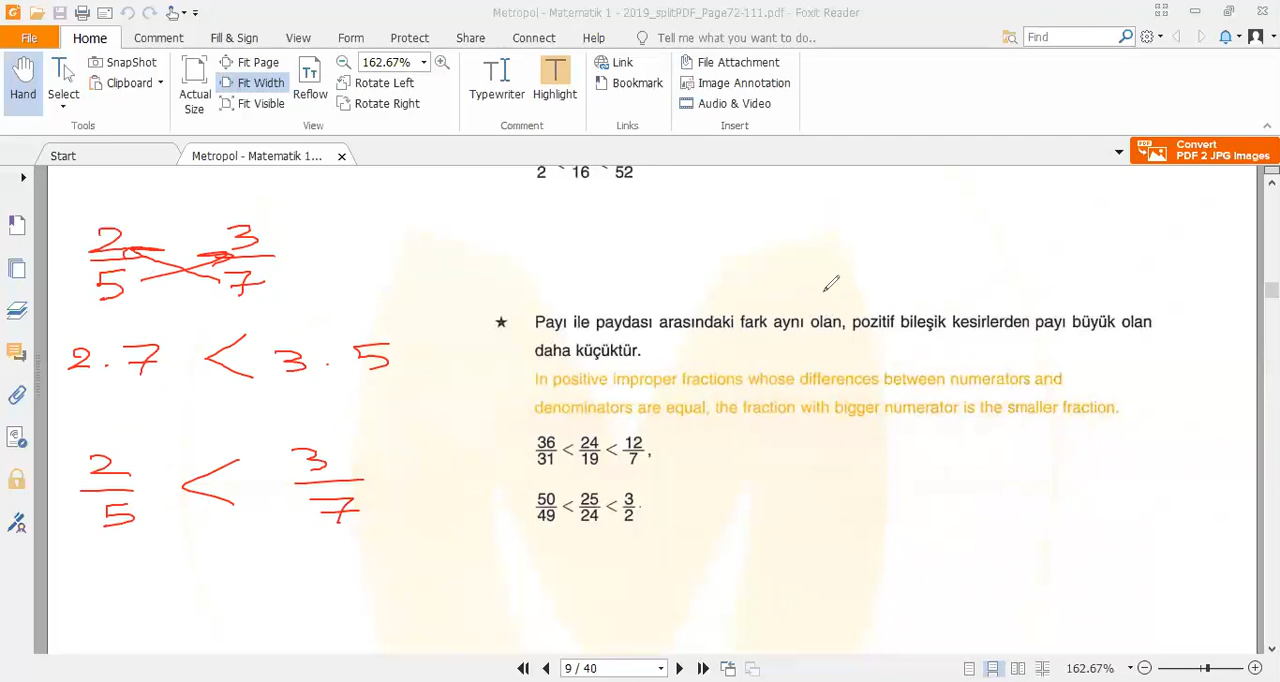 Metropol - Matematik 1 - 2019_splitPDF_Page72-111.pdf - Foxit Reader
File Home Comment Fill & Sign View Form Protect Share Connect Help Tell me what you want to do.. Find
Hand
Select
SnapShot
Clipboard
Tools
Actual Size
Fit Page
Fit Width
Fit Visible
Reflow
162.67%
Rotate Left
Rotate Right
View
Typewriter
Highlight
Comment
Link
Bookmark
Links
File Attachment
Image Annotation
Audio & Video
Insert
Start
Metropol - Matematik 1...
Convert
PDF 2 JPG Images
2 16 52
2/5 3/7
2.7 < 3.5
2/5 < 3/7
★ Payı ile paydası arasındaki fark aynı olan, pozitif bileşik kesirlerden payı büyük olan
daha küçüktür.
In positive improper fractions whose differences between numerators and
denominators are equal, the fraction with bigger numerator is the smaller fraction.
36/31 < 24/19 < 12/7,
50/49 < 25/24 < 3/2.
9 / 40
162.67%